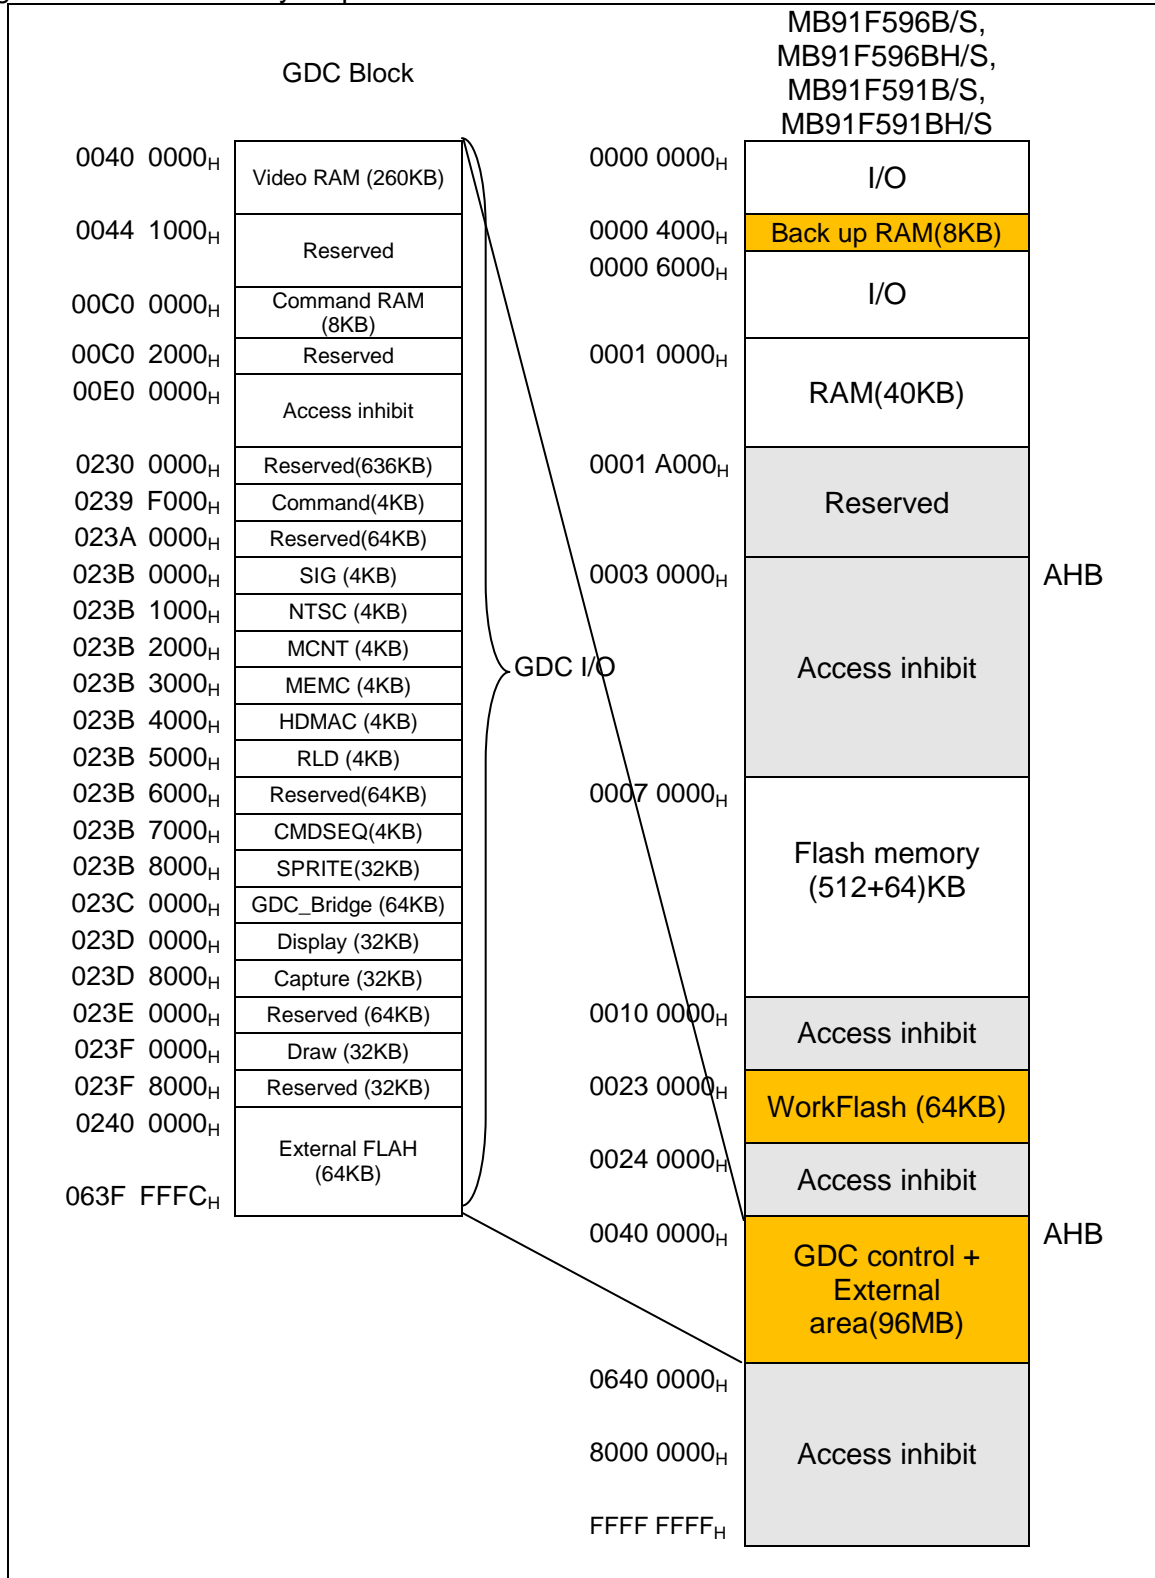 MB91F596B/S,
MB91F596BH/S,
MB91F591B/S,
MB91F591BH/S
GDC Block
0040 0000H
Video RAM (260KB)
0044 1000H
Reserved
00C0 0000H
Command RAM
(8KB)
00C0 2000H
Reserved
00E0 0000H
Access inhibit
0230 0000H
Reserved(636KB)
0239 F000H
Command(4KB)
023A 0000H
Reserved(64KB)
023B 0000H
SIG (4KB)
023B 1000H
NTSC (4KB)
023B 2000H
MCNT (4KB)
023B 3000H
MEMC (4KB)
023B 4000H
HDMAC (4KB)
023B 5000H
RLD (4KB)
023B 6000H
Reserved(64KB)
023B 7000H
CMDSEQ(4KB)
023B 8000H
SPRITE(32KB)
023C 0000H
GDC_Bridge (64KB)
023D 0000H
Display (32KB)
023D 8000H
Capture (32KB)
023E 0000H
Reserved (64KB)
023F 0000H
Draw (32KB)
023F 8000H
Reserved (32KB)
0240 0000H
External FLAH
(64KB)
063F FFFCH
GDC I/O
0000 0000H
I/O
0000 4000H
Back up RAM(8KB)
0000 6000H
I/O
0001 0000H
RAM(40KB)
0001 A000H
Reserved
0003 0000H
AHB
Access inhibit
0007 0000H
Flash memory
(512+64)KB
0010 0000H
Access inhibit
0023 0000H
WorkFlash (64KB)
0024 0000H
Access inhibit
0040 0000H
AHB
GDC control +
External
area(96MB)
0640 0000H
8000 0000H
Access inhibit
FFFF FFFFH